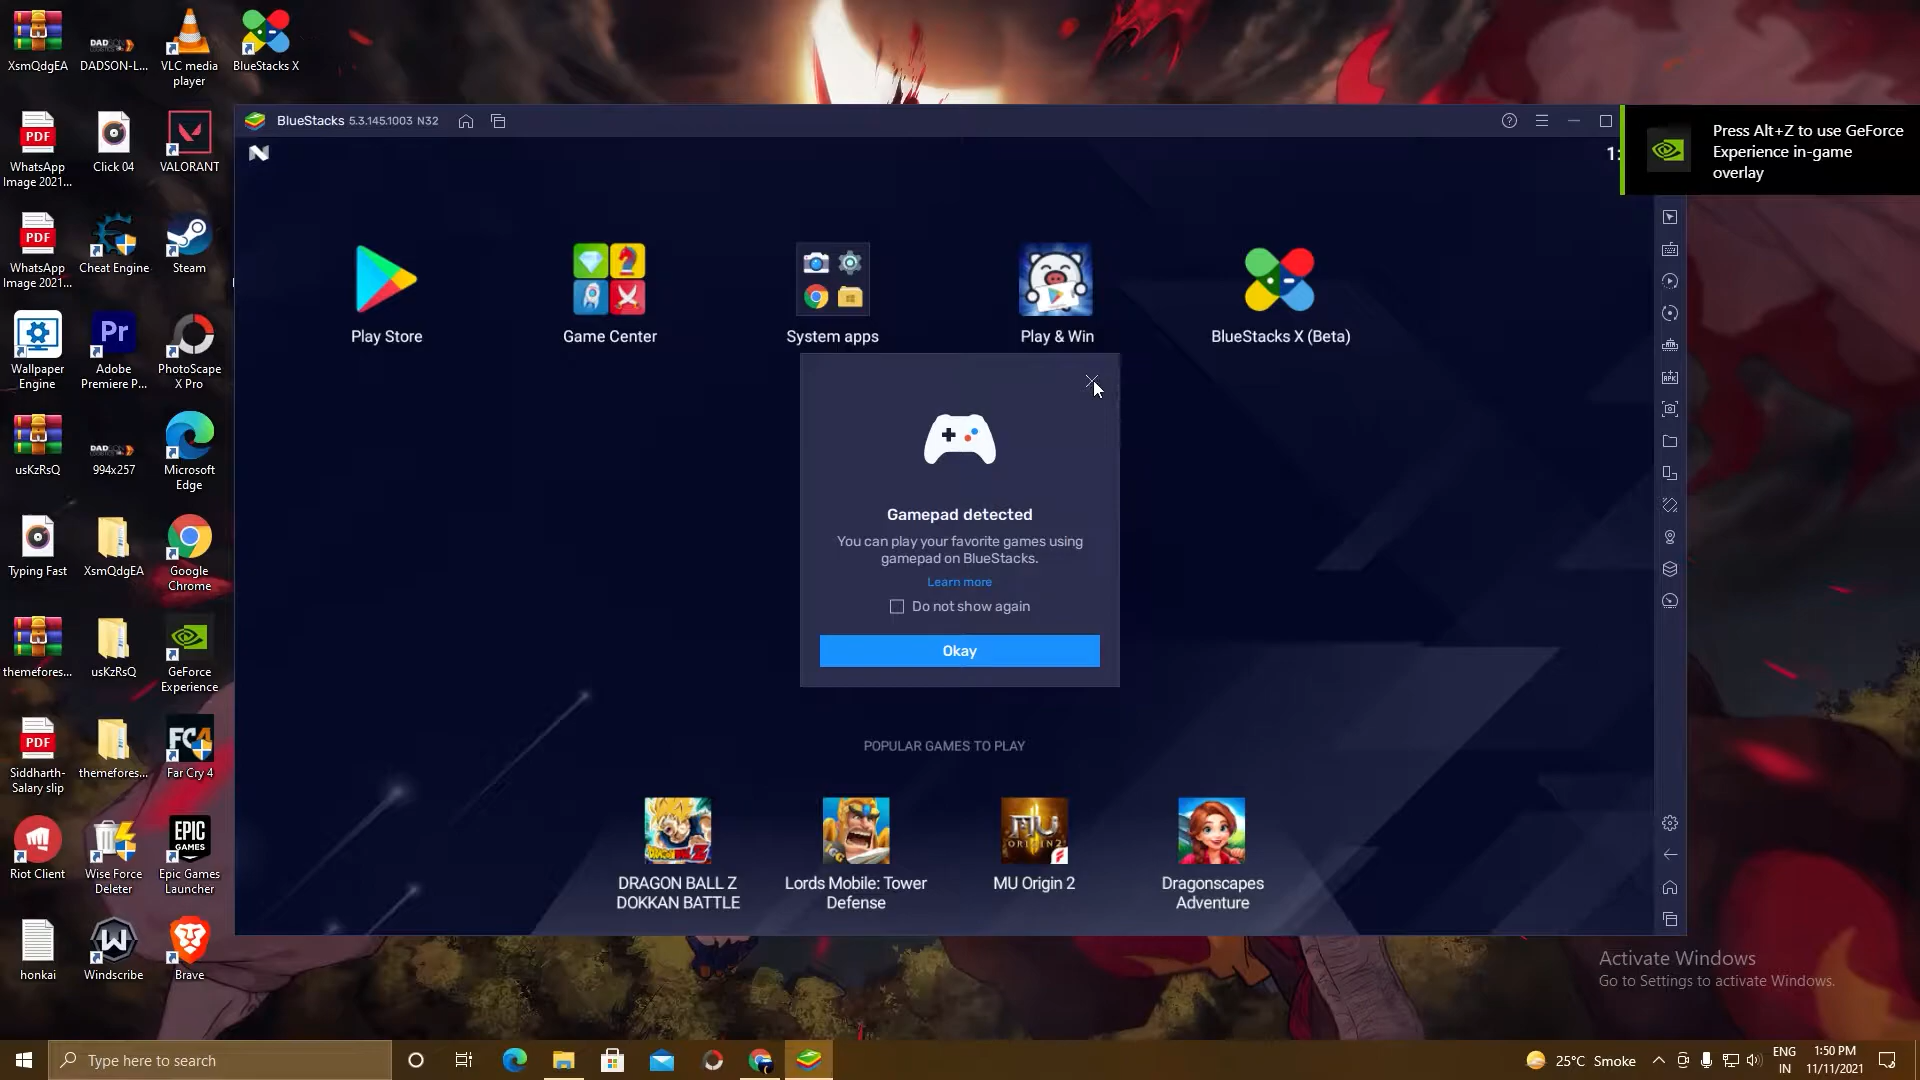 XsmQdgEA
DADSON-L...
VLC media
player
BlueStacks X
WhatsApp
Image 2021...
Click 04
VALORANT
WhatsApp
Image 2021...
Cheat Engine
Steam
Wallpaper
Engine
Adobe
Premiere P...
PhotoScape
X Pro
usKzRsQ
994x257
Microsoft
Edge
Typing Fast
XsmQdgEA
Google
Chrome
themefores...
usKzRsQ
GeForce
Experience
Siddharth-
Salary slip
themefores...
Far Cry 4
Riot Client
Wise Force
Deleter
Epic Games
Launcher
honkai
Windscribe
Brave
BlueStacks 5.3.145.1003 N32
Press Alt+Z to use GeForce
Experience in-game
overlay
Play Store
Game Center
System apps
Play & Win
BlueStacks X (Beta)
Gamepad detected
You can play your favorite games using
gamepad on BlueStacks.
Learn more
Do not show again
Okay
POPULAR GAMES TO PLAY
DRAGON BALL Z
DOKKAN BATTLE
Lords Mobile: Tower
Defense
MU Origin 2
Dragonscapes
Adventure
Activate Windows
Go to Settings to activate Windows.
Type here to search
25°C Smoke
ENG
IN
1:50 PM
11/11/2021